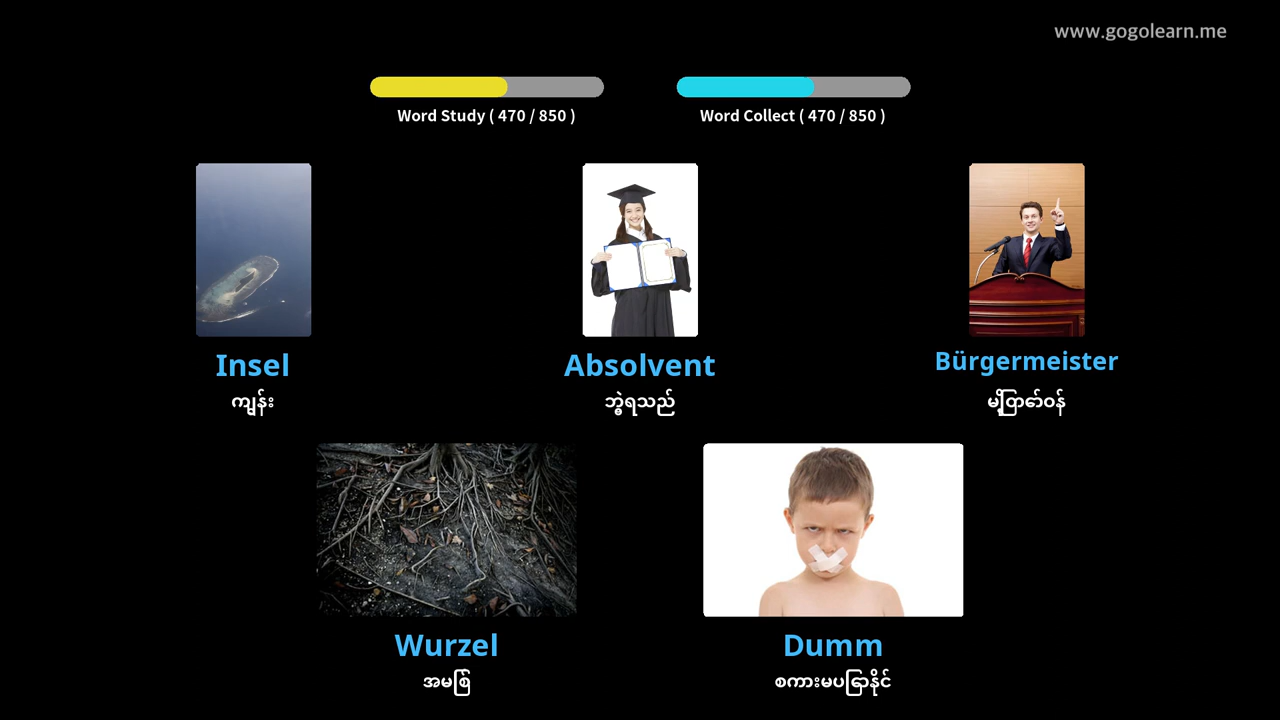 www.gogolearn.me
Word Study ( 470 / 850 )
Word Collect ( 470 / 850 )
Insel
ကျွန်း
Absolvent
ဘွဲ့ရသည်
Bürgermeister
မြို့တော်ဝန်
Wurzel
အမြစ်
Dumm
စကားမပြောနိုင်